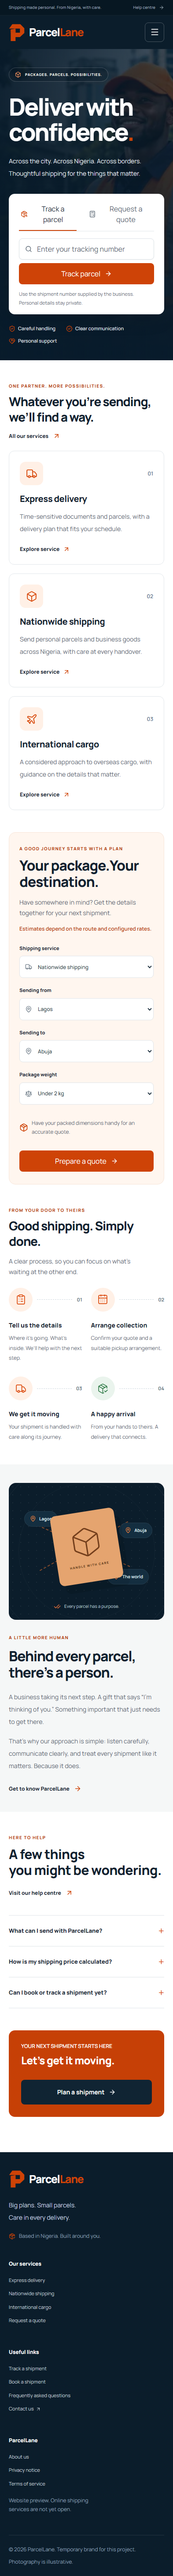 Shipping made personal. From Nigeria, with care.
Help centre
ParcelLane
PACKAGES. PARCELS. POSSIBILITIES.
Deliver with
confidence.
Across the city. Across Nigeria. Across borders.
Thoughtful shipping for the things that matter.
Track a
parcel
Request a
quote
Enter your tracking number
Track parcel
Use the shipment number supplied by the business
Personal details stay private.
Careful handling
Clear communication
Personal support
ONE PARTNER. MORE POSSIBILITIES.
Whatever you're sending,
we'll find a way.
All our services
01
Express delivery
Time-sensitive documents and parcels, with a
delivery plan that fits your schedule.
Explore service
02
Nationwide shipping
Send personal parcels and business goods
across Nigeria, with care at every handover.
Explore service
03
International cargo
A considered approach to overseas cargo, with
guidance on the details that matter.
Explore service
A GOOD JOURNEY STARTS WITH A PLAN
Your package.Your
destination.
Have somewhere in mind? Get the details
together for your next shipment.
Estimates depend on the route and configured rates.
Shipping service
Nationwide shipping
Sending from
Lagos
Sending to
Abuja
Package weight
Under 2 kg
Have your packed dimensions handy for an
accurate quote.
Prepare a quote
FROM YOUR DOOR TO THEIRS
Good shipping. Simply
done.
A clear process, so you can focus on what's
waiting at the other end.
01
Tell us the details
Where it's going. What's
inside. We'll help with the next
step.
02
Arrange collection
Confirm your quote and a
suitable pickup arrangement.
03
We get it moving
Your shipment is handled with
care along its journey.
04
A happy arrival
From your hands to theirs. A
delivery that connects.
Lagos
Abuja
HANDLE WITH CARE
The world
Every parcel has a purpose.
A LITTLE MORE HUMAN
Behind every parcel,
there's a person.
A business taking its next step. A gift that says "I'm
thinking of you." Something important that just needs
to get there.
That's why our approach is simple: listen carefully,
communicate clearly, and treat every shipment like it
matters. Because it does.
Get to know ParcelLane
HERE TO HELP
A few things
you might be wondering.
Visit our help centre
What can I send with ParcelLane?
How is my shipping price calculated?
Can I book or track a shipment yet?
YOUR NEXT SHIPMENT STARTS HERE
Let's get it moving.
Plan a shipment
ParcelLane
Big plans. Small parcels.
Care in every delivery.
Based in Nigeria. Built around you.
Our services
Express delivery
Nationwide shipping
International cargo
Request a quote
Useful links
Track a shipment
Book a shipment
Frequently asked questions
Contact us
ParcelLane
About us
Privacy notice
Terms of service
Website preview. Online shipping
services are not yet open.
© 2026 ParcelLane. Temporary brand for this project.
Photography is illustrative.